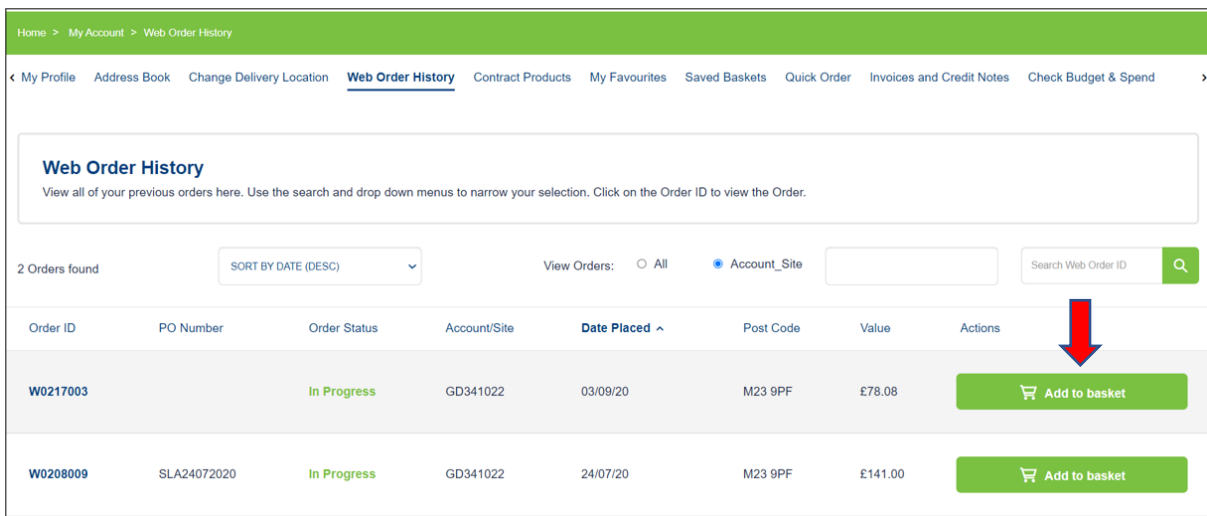 Home > My Account > Web Order History
‹ My Profile Address Book Change Delivery Location Web Order History Contract Products My Favourites Saved Baskets Quick Order Invoices and Credit Notes Check Budget & Spend ›
Web Order History
View all of your previous orders here. Use the search and drop down menus to narrow your selection. Click on the Order ID to view the Order.
2 Orders found SORT BY DATE (DESC) View Orders: All Account_Site Search Web Order ID
Order ID PO Number Order Status Account/Site Date Placed Post Code Value Actions
W0217003 In Progress GD341022 03/09/20 M23 9PF £78.08 Add to basket
W0208009 SLA24072020 In Progress GD341022 24/07/20 M23 9PF £141.00 Add to basket